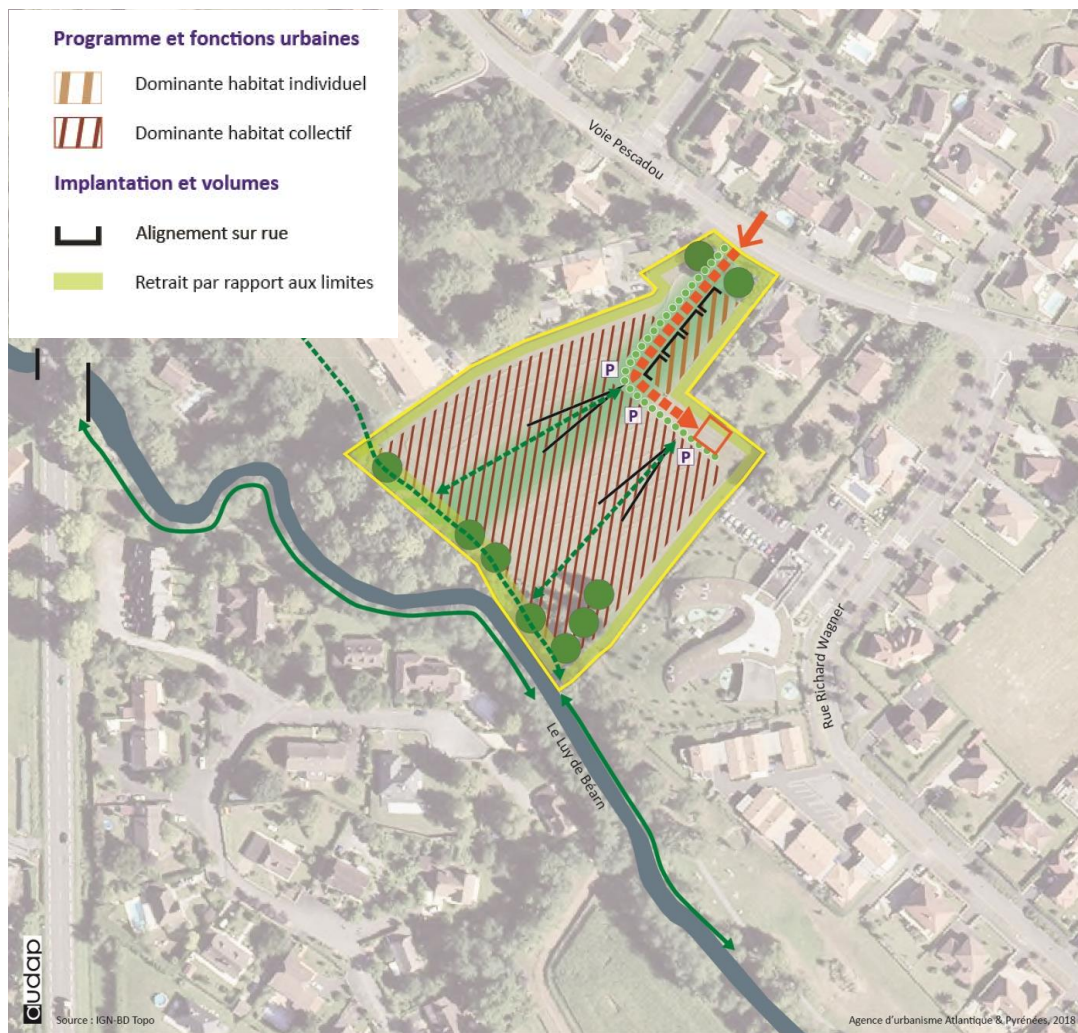 Programme et fonctions urbaines
Dominante habitat individuel
Dominante habitat collectif
Implantation et volumes
Alignement sur rue
Retrait par rapport aux limites
Voie Pescadou
P
P
P
Rue Richard Wagner
Le Luy de Béarn
audap
Source : IGN-BD Topo
Agence d'urbanisme Atlantique & Pyrénées, 2018